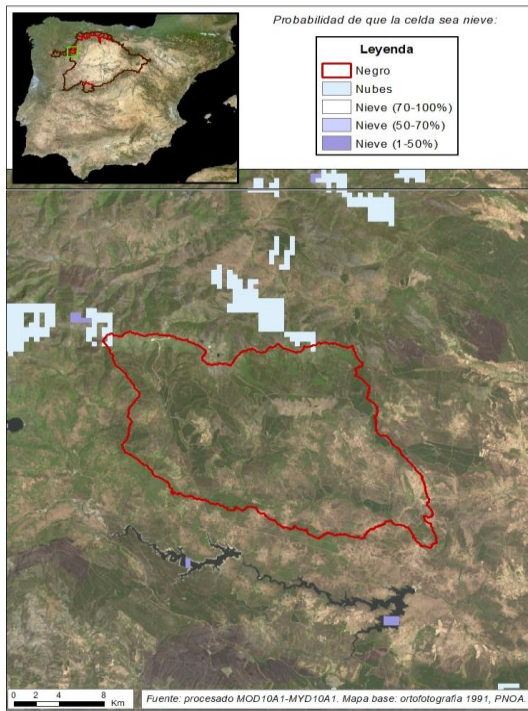 Probabilidad de que la celda sea nieve:
Leyenda
Negro
Nubes
Nieve (70-100%)
Nieve (50-70%)
Nieve (1-50%)
0 2 4 8
Km
Fuente: procesado MOD10A1-MYD10A1. Mapa base: ortofotografía 1991, PNOA.